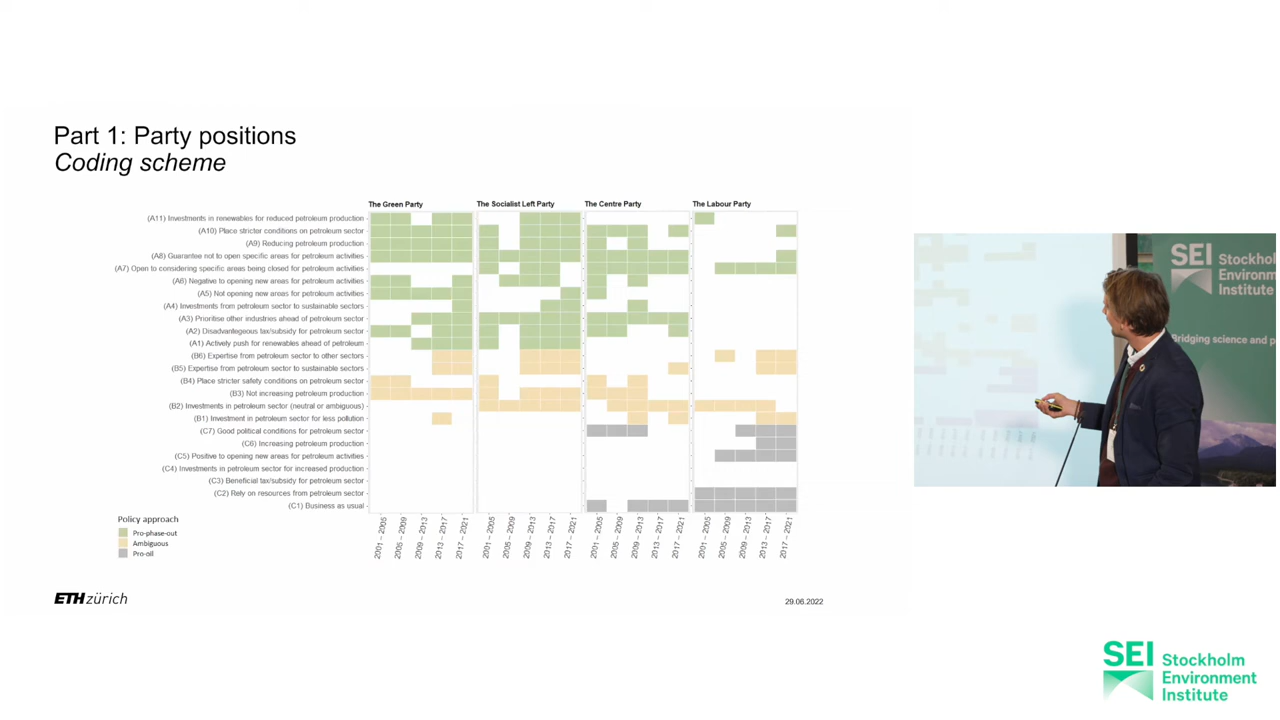 Part 1: Party positions
Coding scheme
The Green Party
The Socialist Left Party
The Centre Party
The Labour Party
(A11) Investments in renewables for reduced petroleum production
(A10) Place stricter conditions on petroleum sector
(A9) Reducing petroleum production
(A8) Guarantee not to open specific areas for petroleum activities
(A7) Open to considering specific areas being closed for petroleum activities
(A6) Negative to opening new areas for petroleum activities
(A5) Not opening new areas for petroleum activities
(A4) Investments from petroleum sector to sustainable sectors
(A3) Prioritise other industries ahead of petroleum sector
(A2) Disadvantegeous tax/subsidy for petroleum sector
(A1) Actively push for renewables ahead of petroleum
(B6) Expertise from petroleum sector to other sectors
(B5) Expertise from petroleum sector to sustainable sectors
(B4) Place stricter safety conditions on petroleum sector
(B3) Not increasing petroleum production
(B2) Investments in petroleum sector (neutral or ambiguous)
(B1) Investment in petroleum sector for less pollution
(C7) Good political conditions for petroleum sector
(C6) Increasing petroleum production
(C5) Positive to opening new areas for petroleum activities
(C4) Investments in petroleum sector for increased production
(C3) Beneficial tax/subsidy for petroleum sector
(C2) Rely on resources from petroleum sector
(C1) Business as usual
2001 – 2005
2005 – 2009
2009 – 2013
2013 – 2017
2017 – 2021
2001 – 2005
2005 – 2009
2009 – 2013
2013 – 2017
2017 – 2021
2001 – 2005
2005 – 2009
2009 – 2013
2013 – 2017
2017 – 2021
2001 – 2005
2005 – 2009
2009 – 2013
2013 – 2017
2017 – 2021
Policy approach
Pro-phase-out
Ambiguous
Pro-oil
ETH zürich
29.06.2022
SEI Stockholm
Environment
Institute
Bridging science and p
SEI Stockholm
Environment
Institute